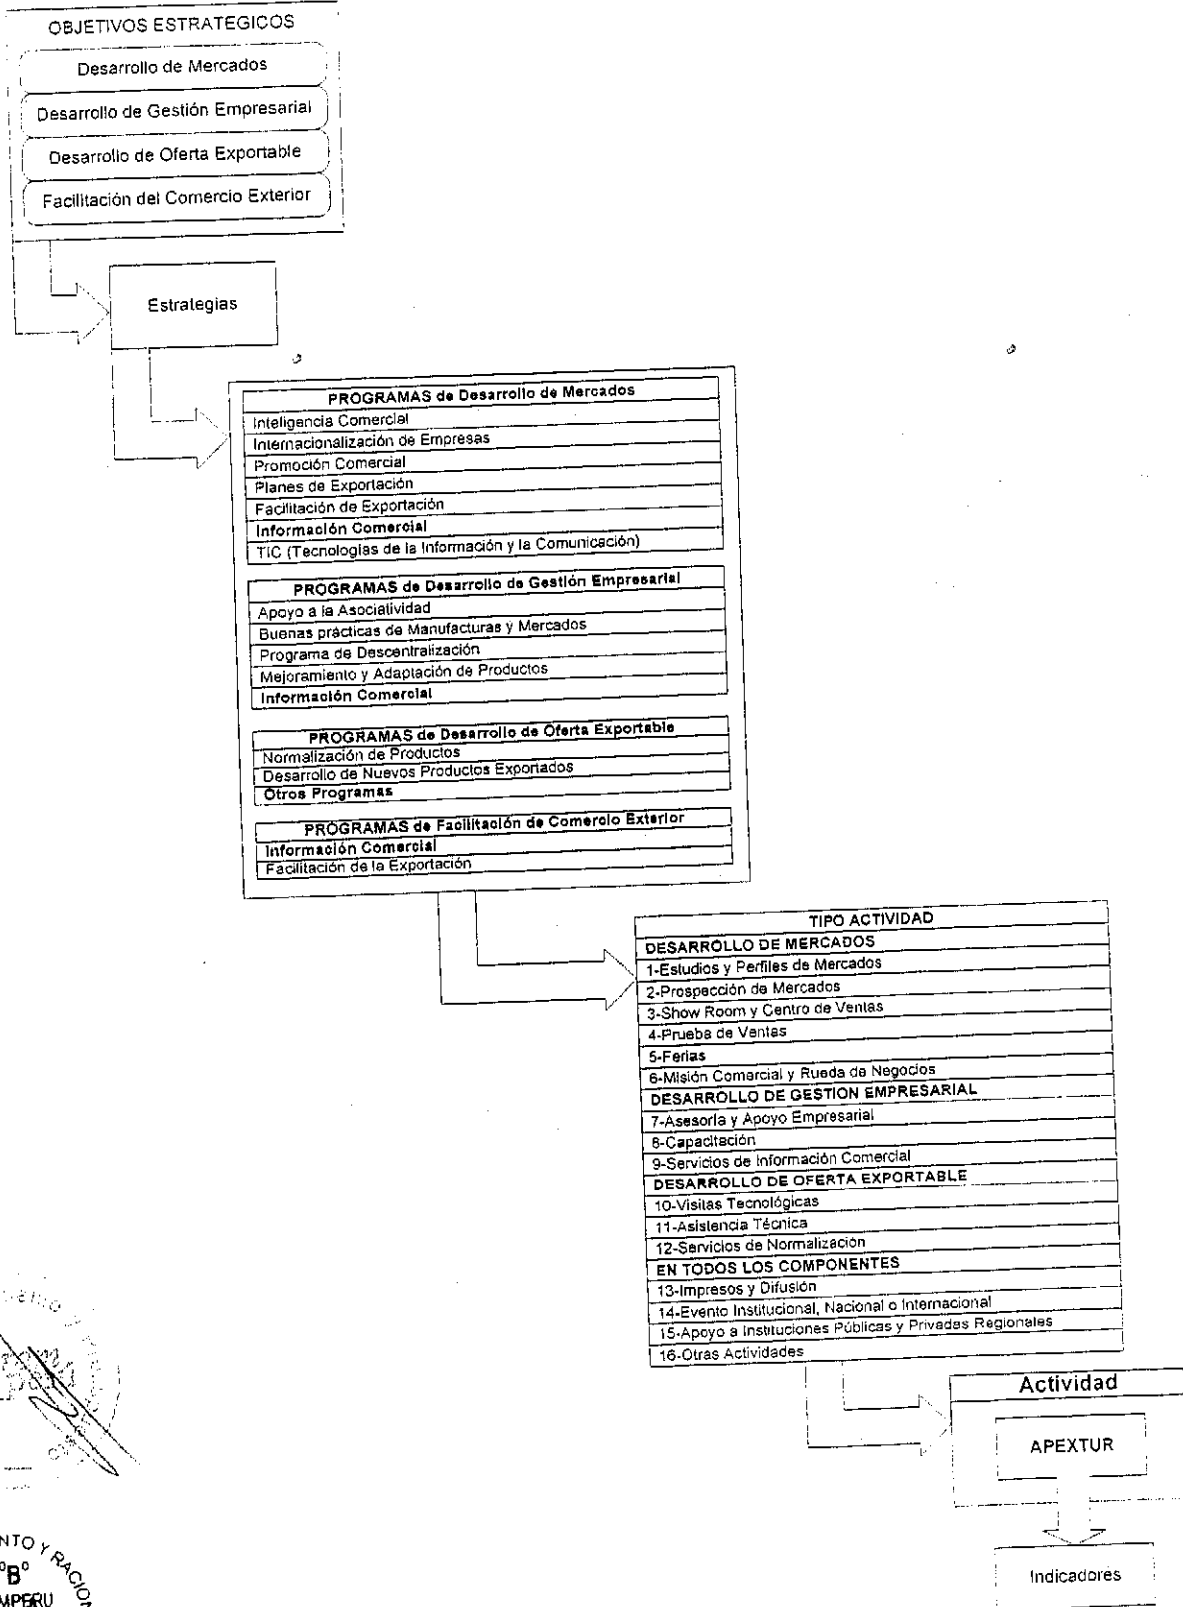 OBJETIVOS ESTRATEGICOS
Desarrollo de Mercados
Desarrollo de Gestión Empresarial
Desarrollo de Oferta Exportable
Facilitación del Comercio Exterior
Estrategias
PROGRAMAS de Desarrollo de Mercados
Inteligencia Comercial
Internacionalización de Empresas
Promoción Comercial
Planes de Exportación
Facilitación de Exportación
Información Comercial
TIC (Tecnologías de la Información y la Comunicación)
PROGRAMAS de Desarrollo de Gestión Empresarial
Apoyo a la Asociatividad
Buenas prácticas de Manufacturas y Mercados
Programa de Descentralización
Mejoramiento y Adaptación de Productos
Información Comercial
PROGRAMAS de Desarrollo de Oferta Exportable
Normalización de Productos
Desarrollo de Nuevos Productos Exportados
Otros Programas
PROGRAMAS de Facilitación de Comercio Exterior
Información Comercial
Facilitación de la Exportación
TIPO ACTIVIDAD
DESARROLLO DE MERCADOS
1-Estudios y Perfiles de Mercados
2-Prospección de Mercados
3-Show Room y Centro de Ventas
4-Prueba de Ventas
5-Ferias
6-Misión Comercial y Rueda de Negocios
DESARROLLO DE GESTION EMPRESARIAL
7-Asesoría y Apoyo Empresarial
8-Capacitación
9-Servicios de Información Comercial
DESARROLLO DE OFERTA EXPORTABLE
10-Visitas Tecnológicas
11-Asistencia Técnica
12-Servicios de Normalización
EN TODOS LOS COMPONENTES
13-Impresos y Difusión
14-Evento Institucional, Nacional o Internacional
15-Apoyo a Instituciones Públicas y Privadas Regionales
16-Otras Actividades
Actividad
APEXTUR
Indicadores
NTO Y RACION
"B"
MPERU